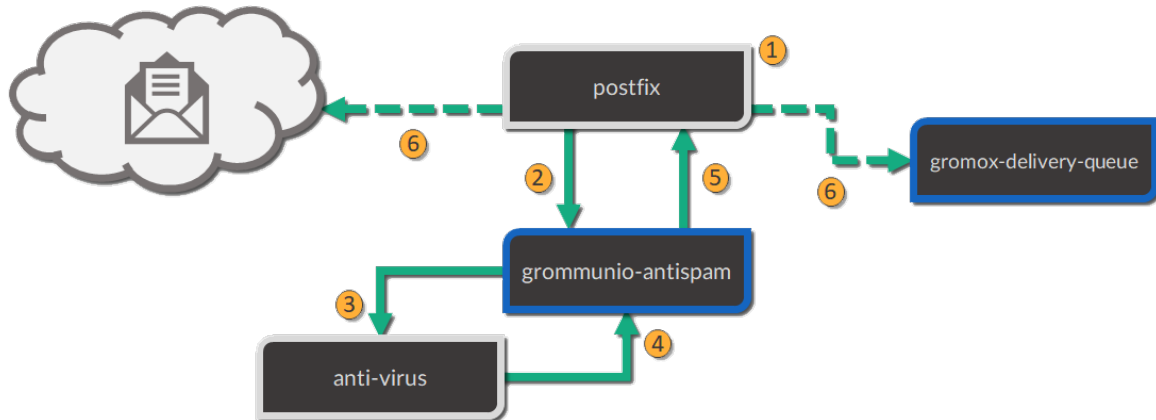 1
postfix
6
gromox-delivery-queue
2
5
6
grommunio-antispam
3
4
anti-virus